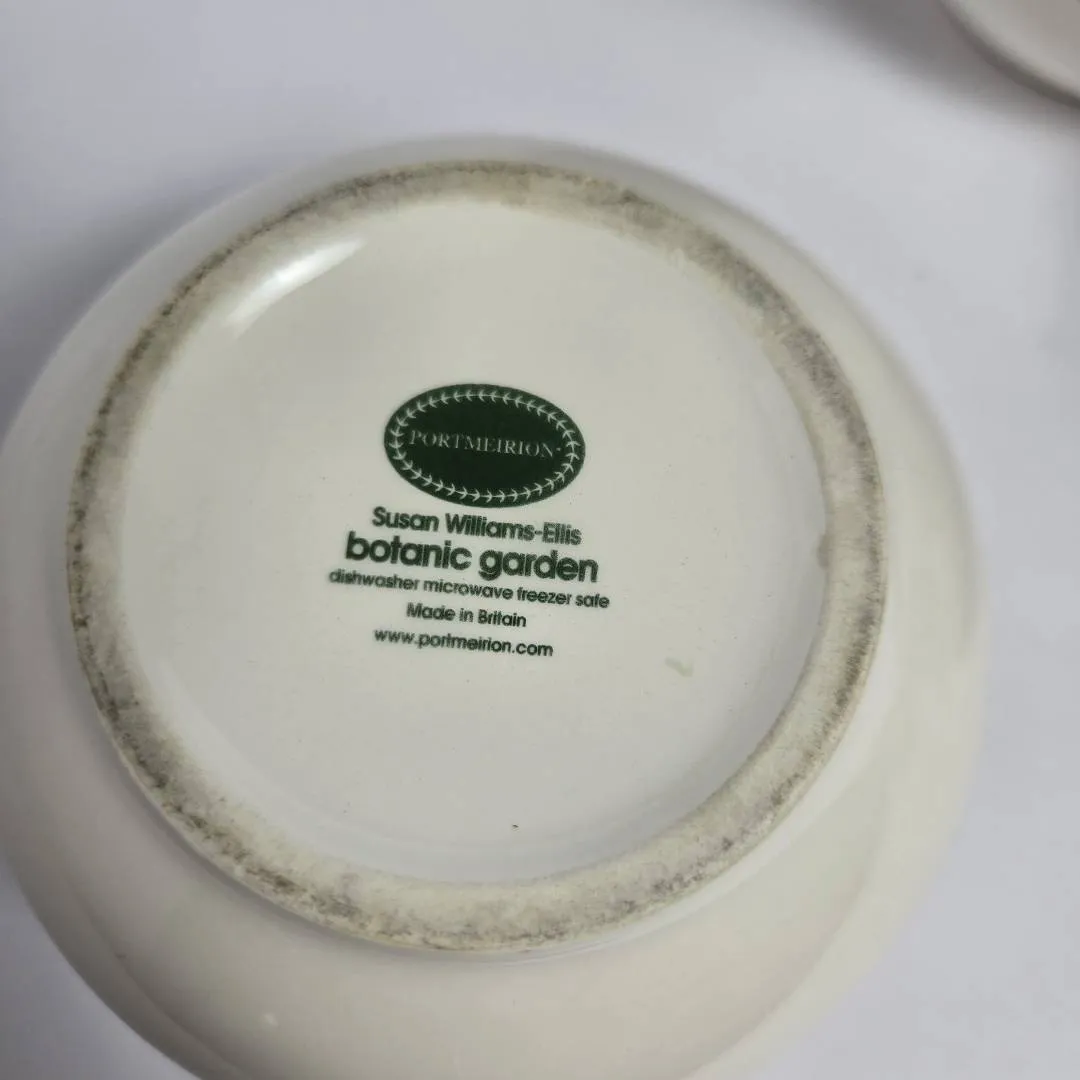 PORTMEIRION
Susan Williams-Ellis
botanic garden
dishwasher microwave freezer safe
Made in Britain
www.portmeirion.com